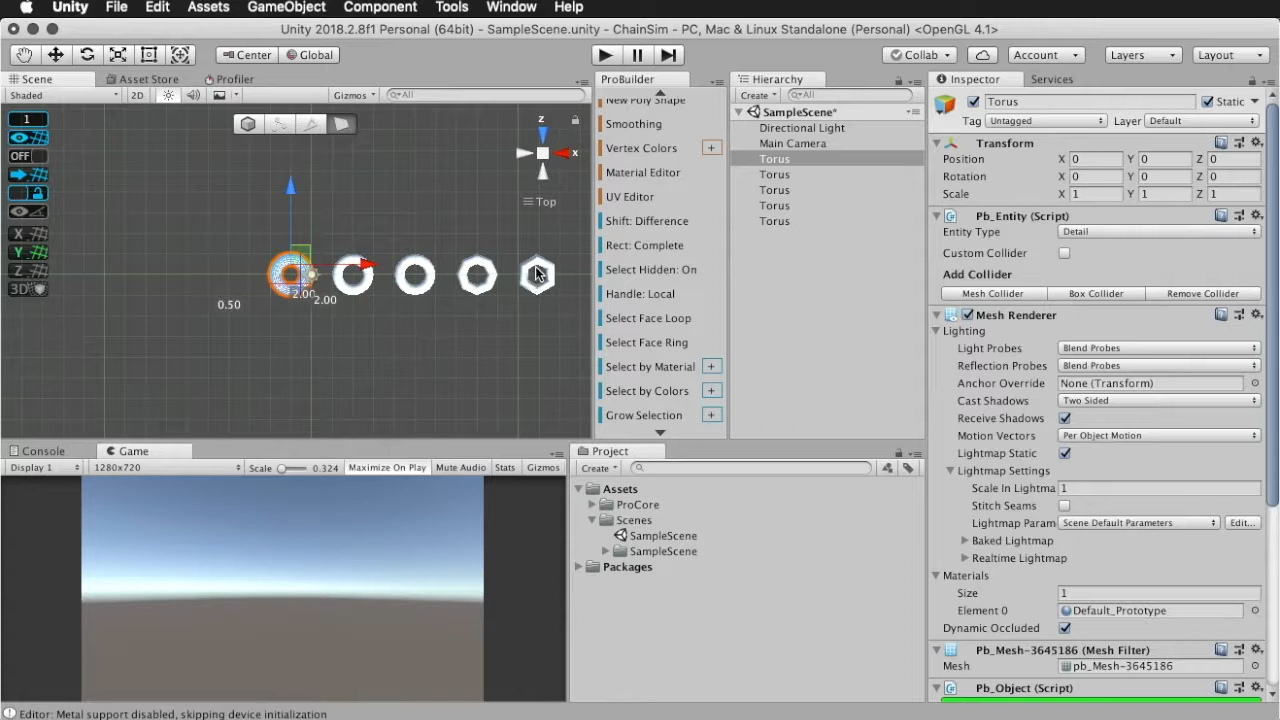 Unity File Edit Assets GameObject Component Tools Window Help
Unity 2018.2.8f1 Personal (64bit) - SampleScene.unity - ChainSim - PC, Mac & Linux Standalone (Personal) <OpenGL 4.1>
Center Global Collab Account Layers Layout
Scene Asset Store Profiler
Shaded 2D Gizmos All
1
OFF
X
Y
Z
3D
z
x
Top
0.50
2.00
2.00
ProBuilder
New Poly Shape
Smoothing
Vertex Colors +
Material Editor
UV Editor
Shift: Difference
Rect: Complete
Select Hidden: On
Handle: Local
Select Face Loop
Select Face Ring
Select by Material +
Select by Colors +
Grow Selection +
Hierarchy
Create All
SampleScene*
Directional Light
Main Camera
Torus
Torus
Torus
Torus
Torus
Inspector Services
Torus Static
Tag Untagged Layer Default
Transform
Position X 0 Y 0 Z 0
Rotation X 0 Y 0 Z 0
Scale X 1 Y 1 Z 1
Pb_Entity (Script)
Entity Type Detail
Custom Collider
Add Collider
Mesh Collider Box Collider Remove Collider
Mesh Renderer
Lighting
Light Probes Blend Probes
Reflection Probes Blend Probes
Anchor Override None (Transform)
Cast Shadows Two Sided
Receive Shadows
Motion Vectors Per Object Motion
Lightmap Static
Lightmap Settings
Scale In Lightma 1
Stitch Seams
Lightmap Param Scene Default Parameters Edit...
Baked Lightmap
Realtime Lightmap
Materials
Size 1
Element 0 Default_Prototype
Dynamic Occluded
Pb_Mesh-3645186 (Mesh Filter)
Mesh pb_Mesh-3645186
Pb_Object (Script)
Console Game
Display 1 1280x720 Scale 0.324 Maximize On Play Mute Audio Stats Gizmos
Project
Create
Assets
ProCore
Scenes
SampleScene
SampleScene
Packages
Editor: Metal support disabled, skipping device initialization